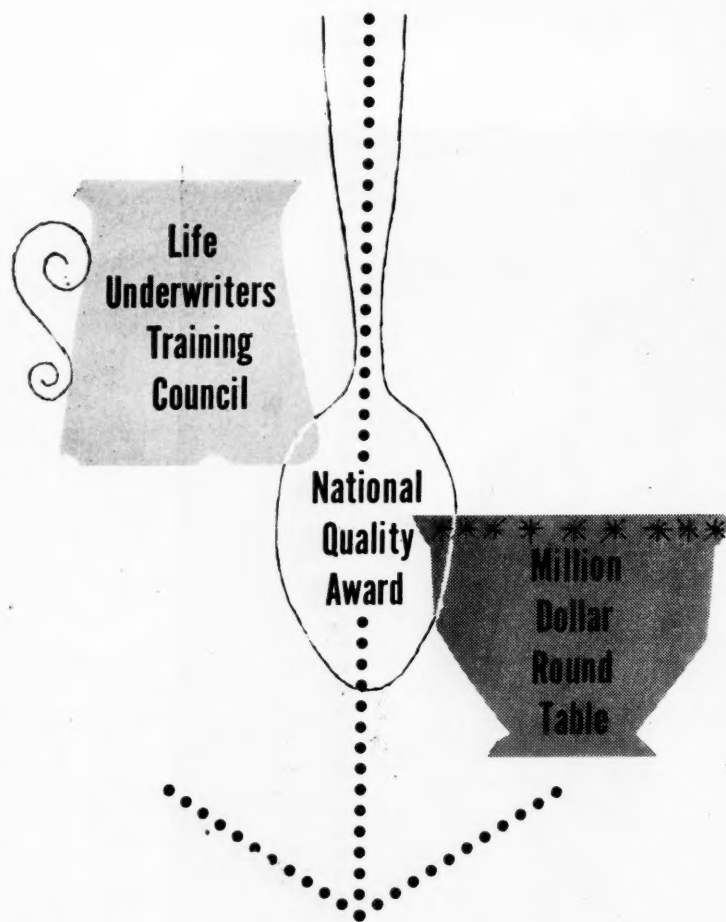 Life
Underwriters
Training
Council
National
Quality
Award
Million
Dollar
Round
Table